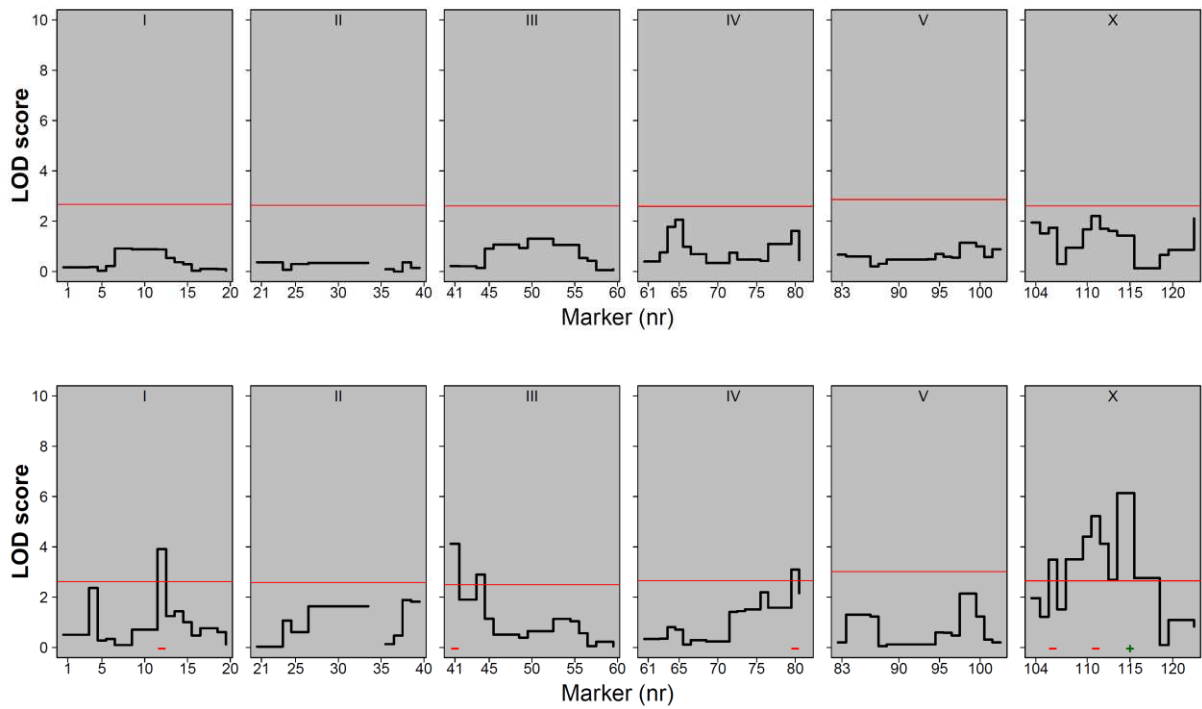 I II III IV V X
10
8
6
4
2
0
LOD score
1 5 10 15 20 21 25 30 35 40 41 45 50 55 60 61 65 70 75 80 83 90 95 100 104 110 115 120
Marker (nr)
I II III IV V X
10
8
6
4
2
0
LOD score
− − − − − +
1 5 10 15 20 21 25 30 35 40 41 45 50 55 60 61 65 70 75 80 83 90 95 100 104 110 115 120
Marker (nr)